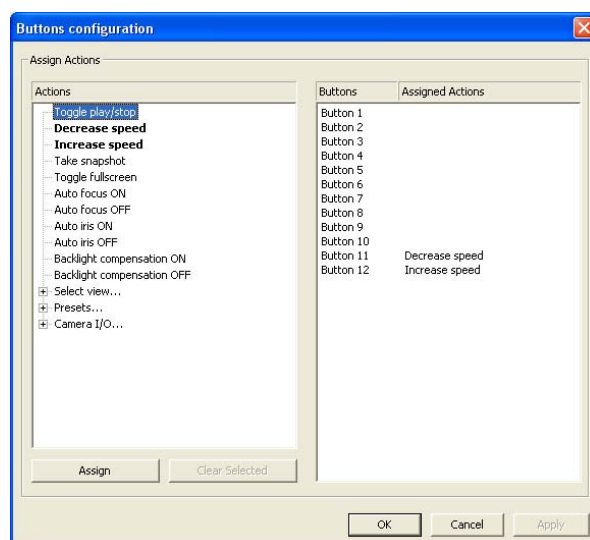 Buttons configuration
Assign Actions
Actions
Toggle play/stop
Decrease speed
Increase speed
Take snapshot
Toggle fullscreen
Auto focus ON
Auto focus OFF
Auto iris ON
Auto iris OFF
Backlight compensation ON
Backlight compensation OFF
Select view...
Presets...
Camera I/O...
Assign
Clear Selected
Buttons Assigned Actions
Button 1
Button 2
Button 3
Button 4
Button 5
Button 6
Button 7
Button 8
Button 9
Button 10
Button 11 Decrease speed
Button 12 Increase speed
OK
Cancel
Apply